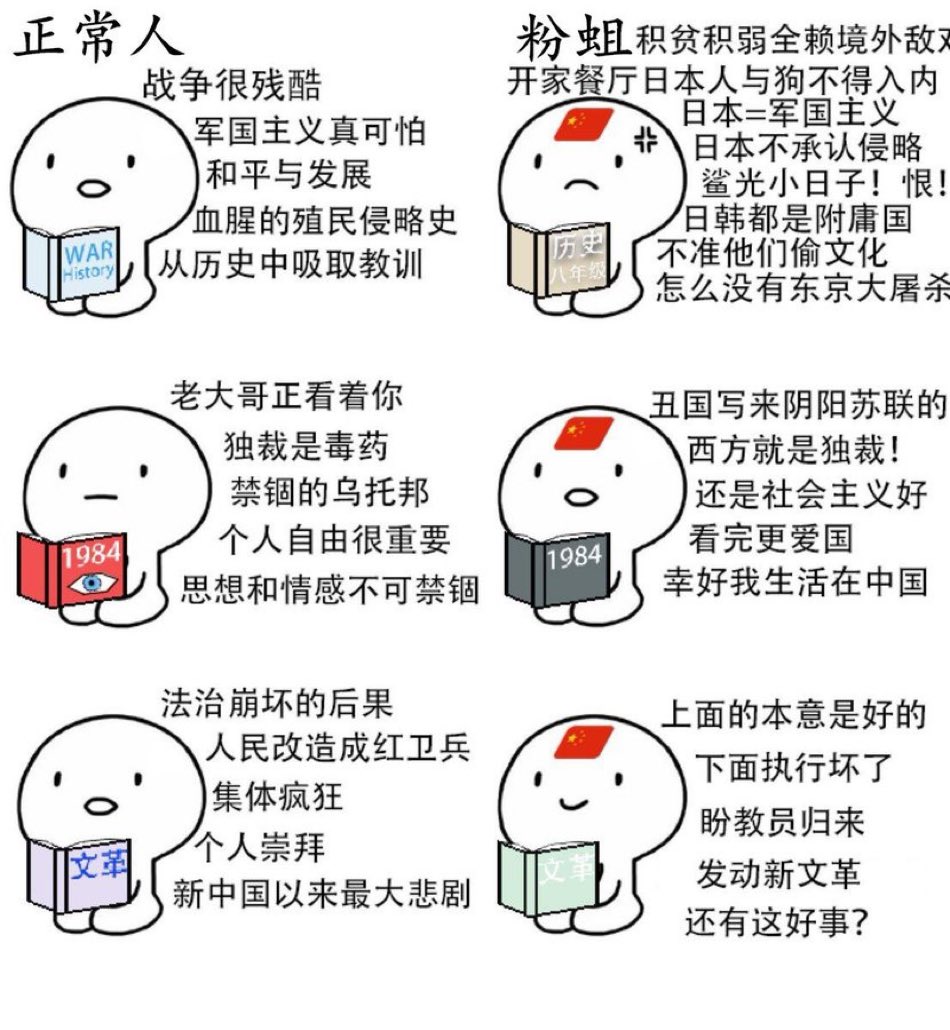 正常人
战争很残酷
军国主义真可怕
和平与发展
血腥的殖民侵略史
从历史中吸取教训
WAR
History
粉蛆
积贫积弱全赖境外敌对
开家餐厅日本人与狗不得入内
日本=军国主义
日本不承认侵略
鲨光小日子！恨！
日韩都是附庸国
不准他们偷文化
怎么没有东京大屠杀
历史
八年级
老大哥正看着你
独裁是毒药
禁锢的乌托邦
个人自由很重要
思想和情感不可禁锢
1984
丑国写来阴阳苏联的
西方就是独裁！
还是社会主义好
看完更爱国
幸好我生活在中国
1984
法治崩坏的后果
人民改造成红卫兵
集体疯狂
个人崇拜
新中国以来最大悲剧
文革
上面的本意是好的
下面执行坏了
盼教员归来
发动新文革
还有这好事？
文革